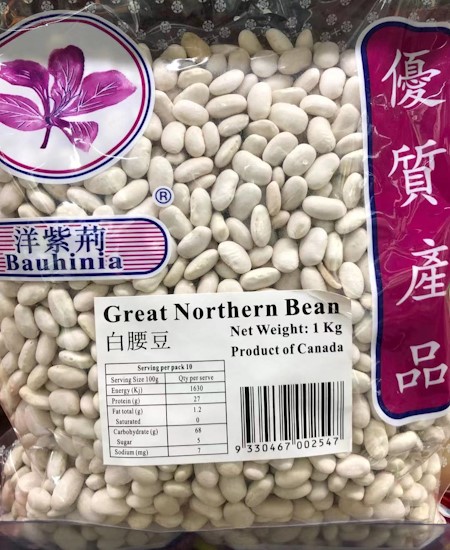 洋紫荊
Bauhinia
®
優質產品
Great Northern Bean
白腰豆
Net Weight: 1 Kg
Product of Canada
Serving per pack 10
Serving Size 100g Qty per serve
Energy (Kj) 1630
Protein (g) 27
Fat total (g) 1.2
Saturated 0
Carbohydrate (g) 68
Sugar 5
Sodium (mg) 7
9 330467 002547